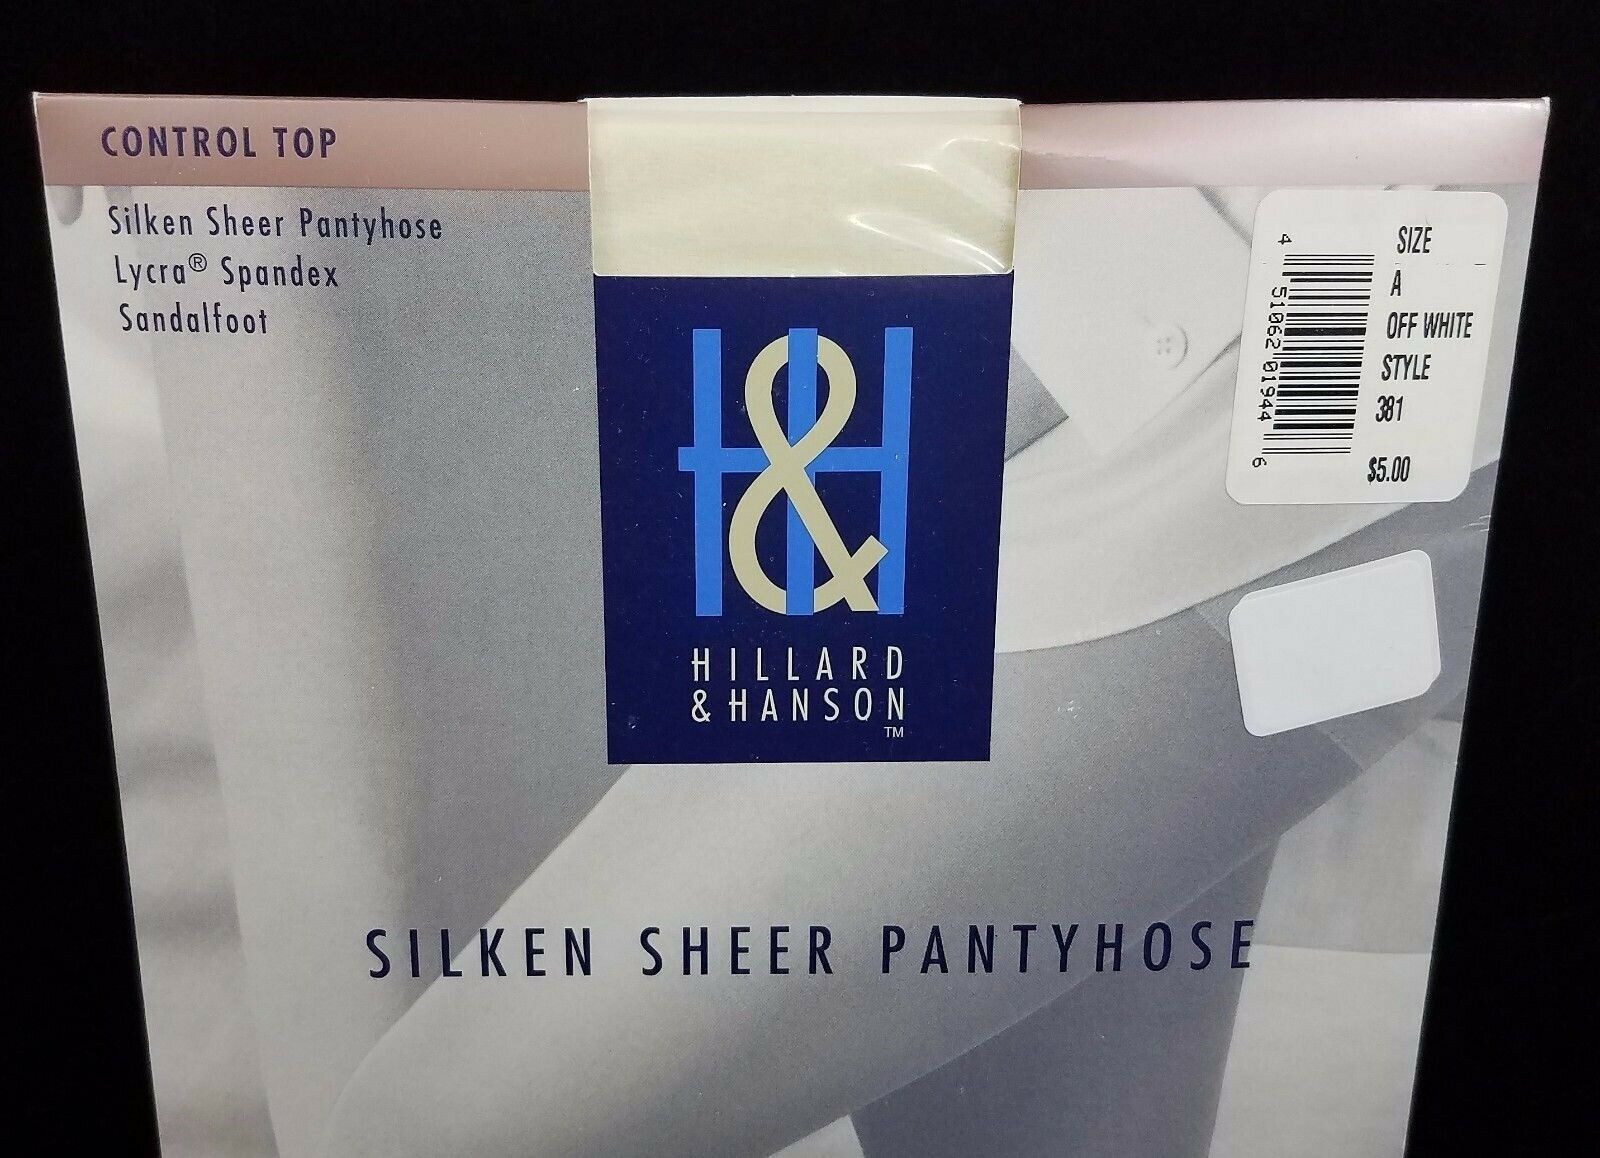 CONTROL TOP
Silken Sheer Pantyhose
Lycra® Spandex
Sandalfoot
H&H
HILLARD
& HANSON
TM
SIZE
A
OFF WHITE
STYLE
381
$5.00
4 51062 01944 6
SILKEN SHEER PANTYHOSE